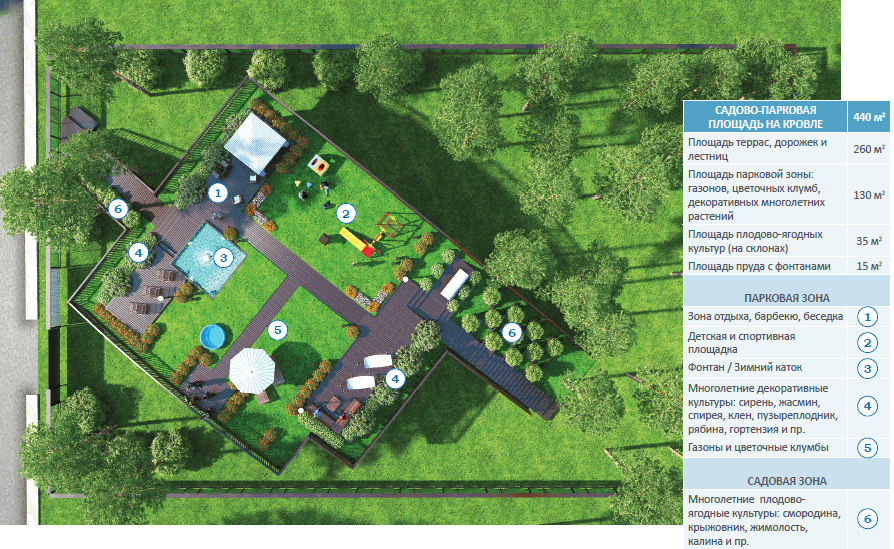 САДОВО-ПАРКОВАЯ
ПЛОЩАДЬ НА КРОВЛЕ
440 м²
Площадь террас, дорожек и
лестниц
260 м²
Площадь парковой зоны:
газонов, цветочных клумб,
декоративных многолетних
растений
130 м²
Площадь плодово-ягодных
культур (на склонах)
35 м²
Площадь пруда с фонтанами
15 м²
ПАРКОВАЯ ЗОНА
Зона отдыха, барбекю, беседка
1
Детская и спортивная
площадка
2
Фонтан / Зимний каток
3
Многолетние декоративные
культуры: сирень, жасмин,
спирея, клен, пузыреплодник,
рябина, гортензия и пр.
4
Газоны и цветочные клумбы
5
САДОВАЯ ЗОНА
Многолетние плодово-
ягодные культуры: смородина,
крыжовник, жимолость,
калина и пр.
6
1
6
2
4
3
5
6
4